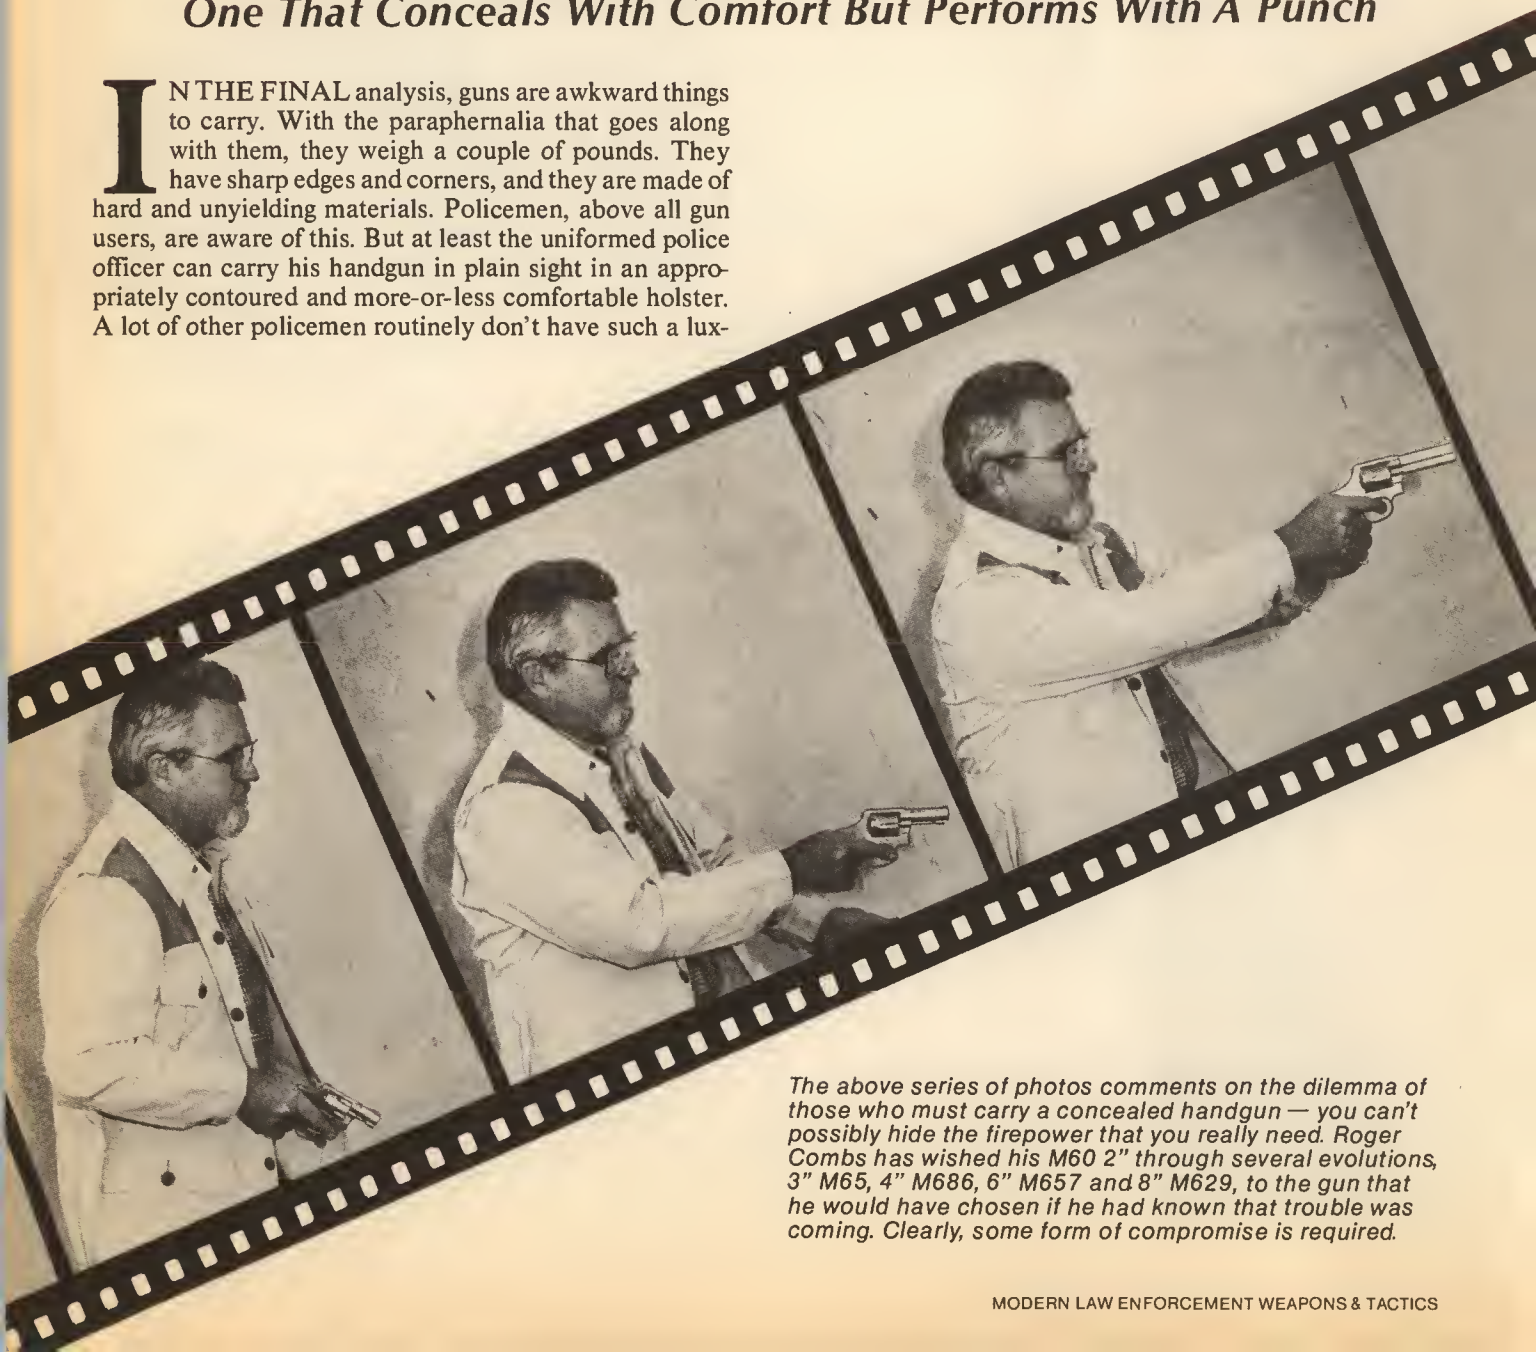 One That Conceals With Comfort But Performs With A Punch
IN THE FINAL analysis, guns are awkward things
to carry. With the paraphernalia that goes along
with them, they weigh a couple of pounds. They
have sharp edges and corners, and they are made of
hard and unyielding materials. Policemen, above all gun
users, are aware of this. But at least the uniformed police
officer can carry his handgun in plain sight in an appro-
priately contoured and more-or-less comfortable holster.
A lot of other policemen routinely don't have such a lux-
The above series of photos comments on the dilemma of
those who must carry a concealed handgun — you can't
possibly hide the firepower that you really need. Roger
Combs has wished his M60 2” through several evolutions,
3” M65, 4” M686, 6” M657 and 8” M629, to the gun that
he would have chosen if he had known that trouble was
coming. Clearly, some form of compromise is required.
MODERN LAW ENFORCEMENT WEAPONS & TACTICS